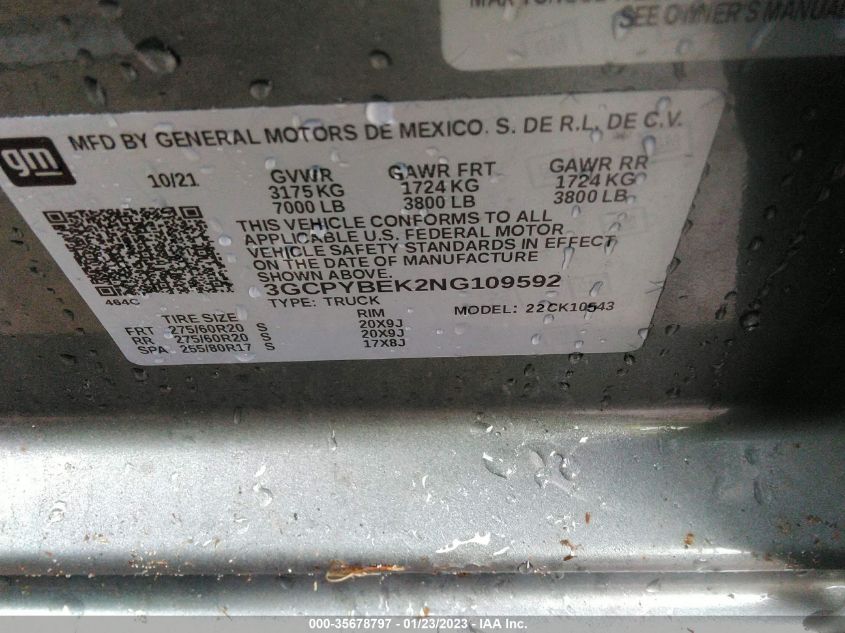 SEE OWNER'S MANUAL
gm
MFD BY GENERAL MOTORS DE MEXICO. S. DE R.L. DE C.V.
10/21 GVWR GAWR FRT GAWR RR
3175 KG 1724 KG 1724 KG
7000 LB 3800 LB 3800 LB
THIS VEHICLE CONFORMS TO ALL
APPLICABLE U.S. FEDERAL MOTOR
VEHICLE SAFETY STANDARDS IN EFFECT
ON THE DATE OF MANUFACTURE
SHOWN ABOVE.
464C 3GCPYBEK2NG109592
TYPE: TRUCK MODEL: 22CK10543
TIRE SIZE RIM
FRT 275/60R20 S 20X9J
RR 275/60R20 S 20X9J
SPA 255/80R17 S 17X8J
000-35678797 - 01/23/2023 - © IAA Inc.